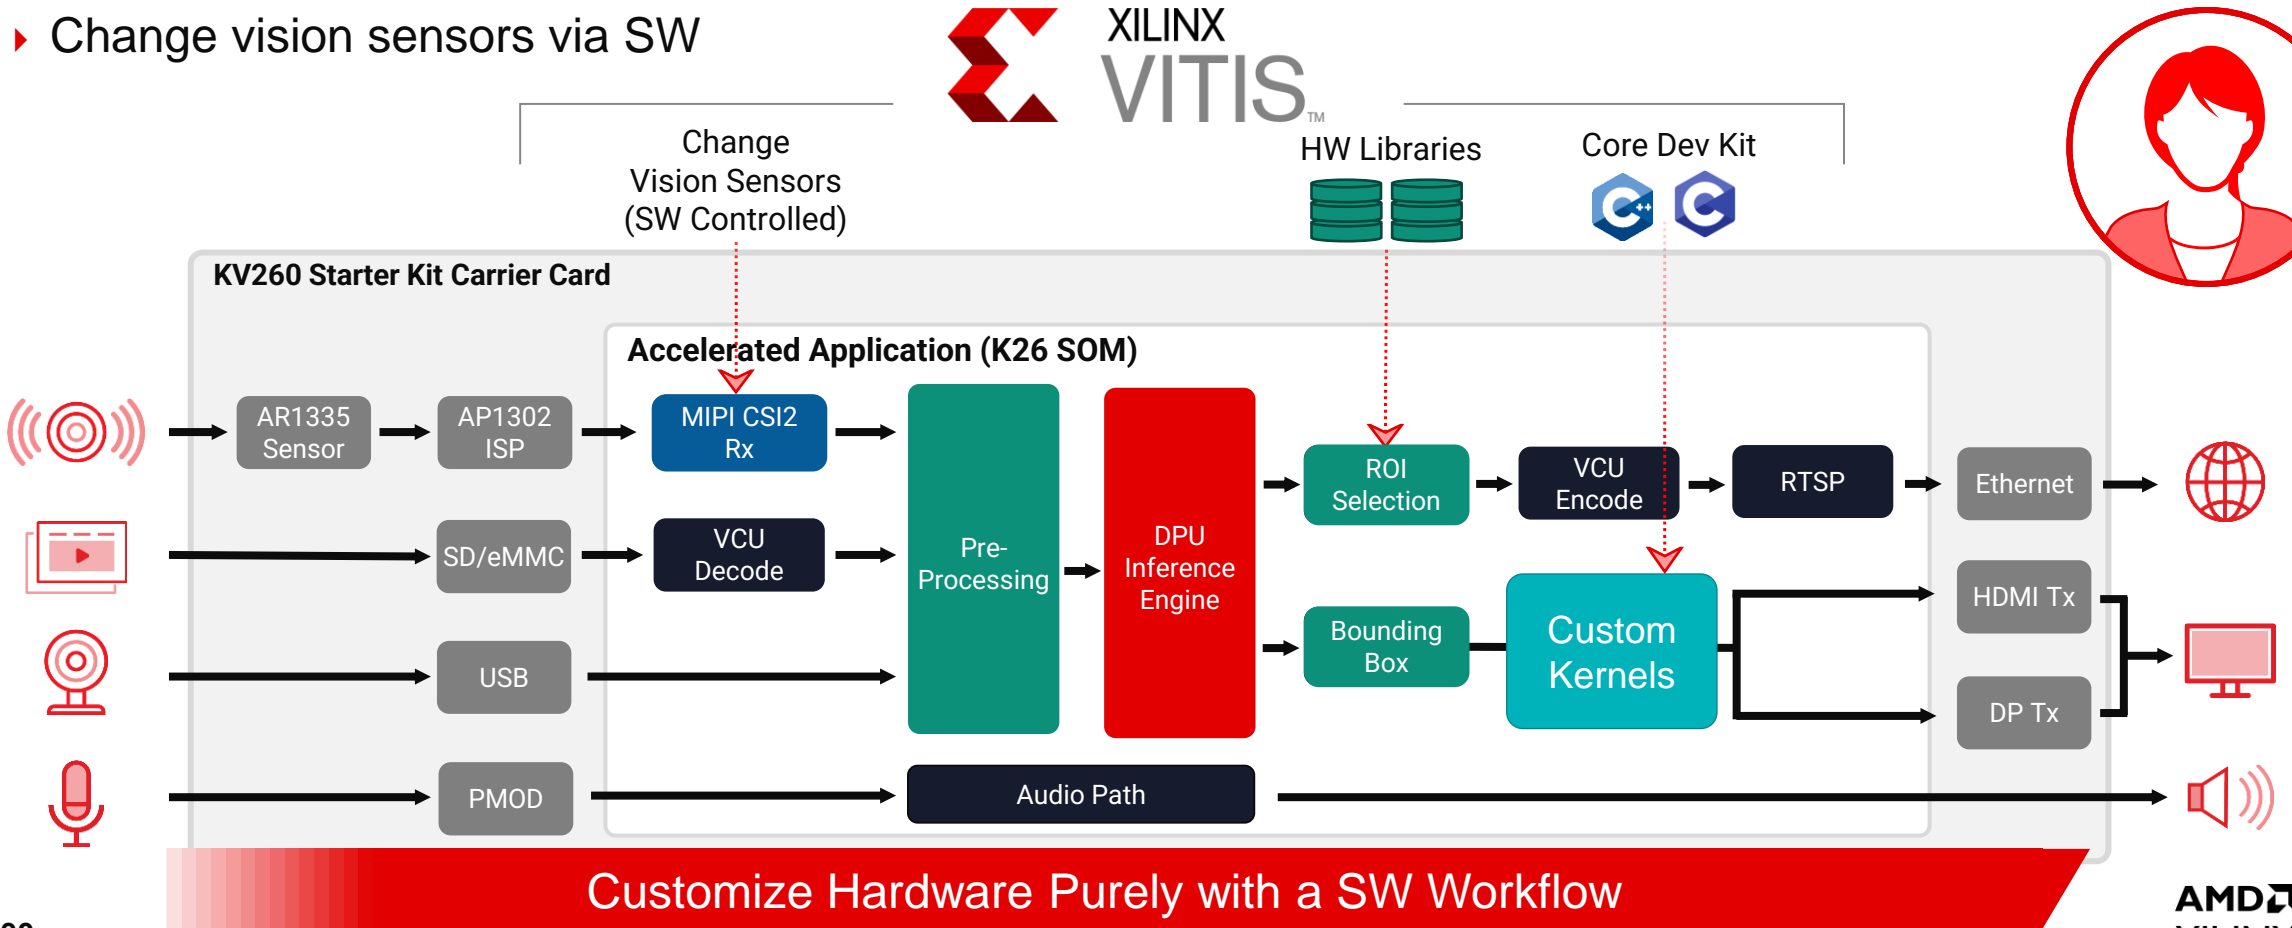 Change vision sensors via SW
XILINX
VITIS™
Change
Vision Sensors
(SW Controlled)
HW Libraries
Core Dev Kit
C++
C
KV260 Starter Kit Carrier Card
Accelerated Application (K26 SOM)
AR1335
Sensor
AP1302
ISP
MIPI CSI2
Rx
SD/eMMC
VCU
Decode
USB
PMOD
Pre-
Processing
DPU
Inference
Engine
Audio Path
ROI
Selection
VCU
Encode
RTSP
Ethernet
Bounding
Box
Custom
Kernels
HDMI Tx
DP Tx
Customize Hardware Purely with a SW Workflow
AMD